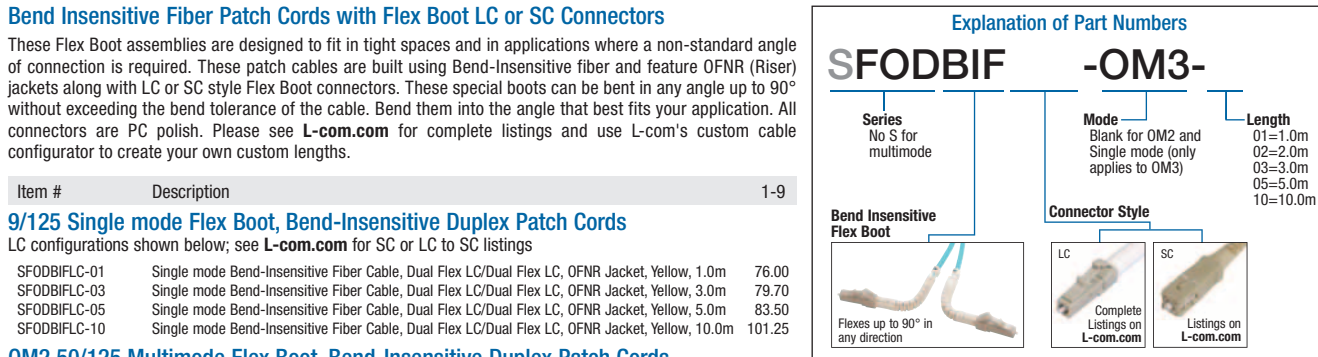 Bend Insensitive Fiber Patch Cords with Flex Boot LC or SC Connectors
These Flex Boot assemblies are designed to fit in tight spaces and in applications where a non-standard angle
of connection is required. These patch cables are built using Bend-Insensitive fiber and feature OFNR (Riser)
jackets along with LC or SC style Flex Boot connectors. These special boots can be bent in any angle up to 90°
without exceeding the bend tolerance of the cable. Bend them into the angle that best fits your application. All
connectors are PC polish. Please see L-com.com for complete listings and use L-com's custom cable
configurator to create your own custom lengths.
Item # Description 1-9
9/125 Single mode Flex Boot, Bend-Insensitive Duplex Patch Cords
LC configurations shown below; see L-com.com for SC or LC to SC listings
SFODBIFLC-01 Single mode Bend-Insensitive Fiber Cable, Dual Flex LC/Dual Flex LC, OFNR Jacket, Yellow, 1.0m 76.00
SFODBIFLC-03 Single mode Bend-Insensitive Fiber Cable, Dual Flex LC/Dual Flex LC, OFNR Jacket, Yellow, 3.0m 79.70
SFODBIFLC-05 Single mode Bend-Insensitive Fiber Cable, Dual Flex LC/Dual Flex LC, OFNR Jacket, Yellow, 5.0m 83.50
SFODBIFLC-10 Single mode Bend-Insensitive Fiber Cable, Dual Flex LC/Dual Flex LC, OFNR Jacket, Yellow, 10.0m 101.25
OM2 50/125 Multimode Flex Boot, Bend-Insensitive Duplex Patch Cords
Explanation of Part Numbers
SFODBIF -OM3-
Series
No S for
multimode
Mode
Blank for OM2 and
Single mode (only
applies to OM3)
Length
01=1.0m
02=2.0m
03=3.0m
05=5.0m
10=10.0m
Bend Insensitive
Flex Boot
Flexes up to 90° in
any direction
Connector Style
LC
Complete
Listings on
L-com.com
SC
Listings on
L-com.com